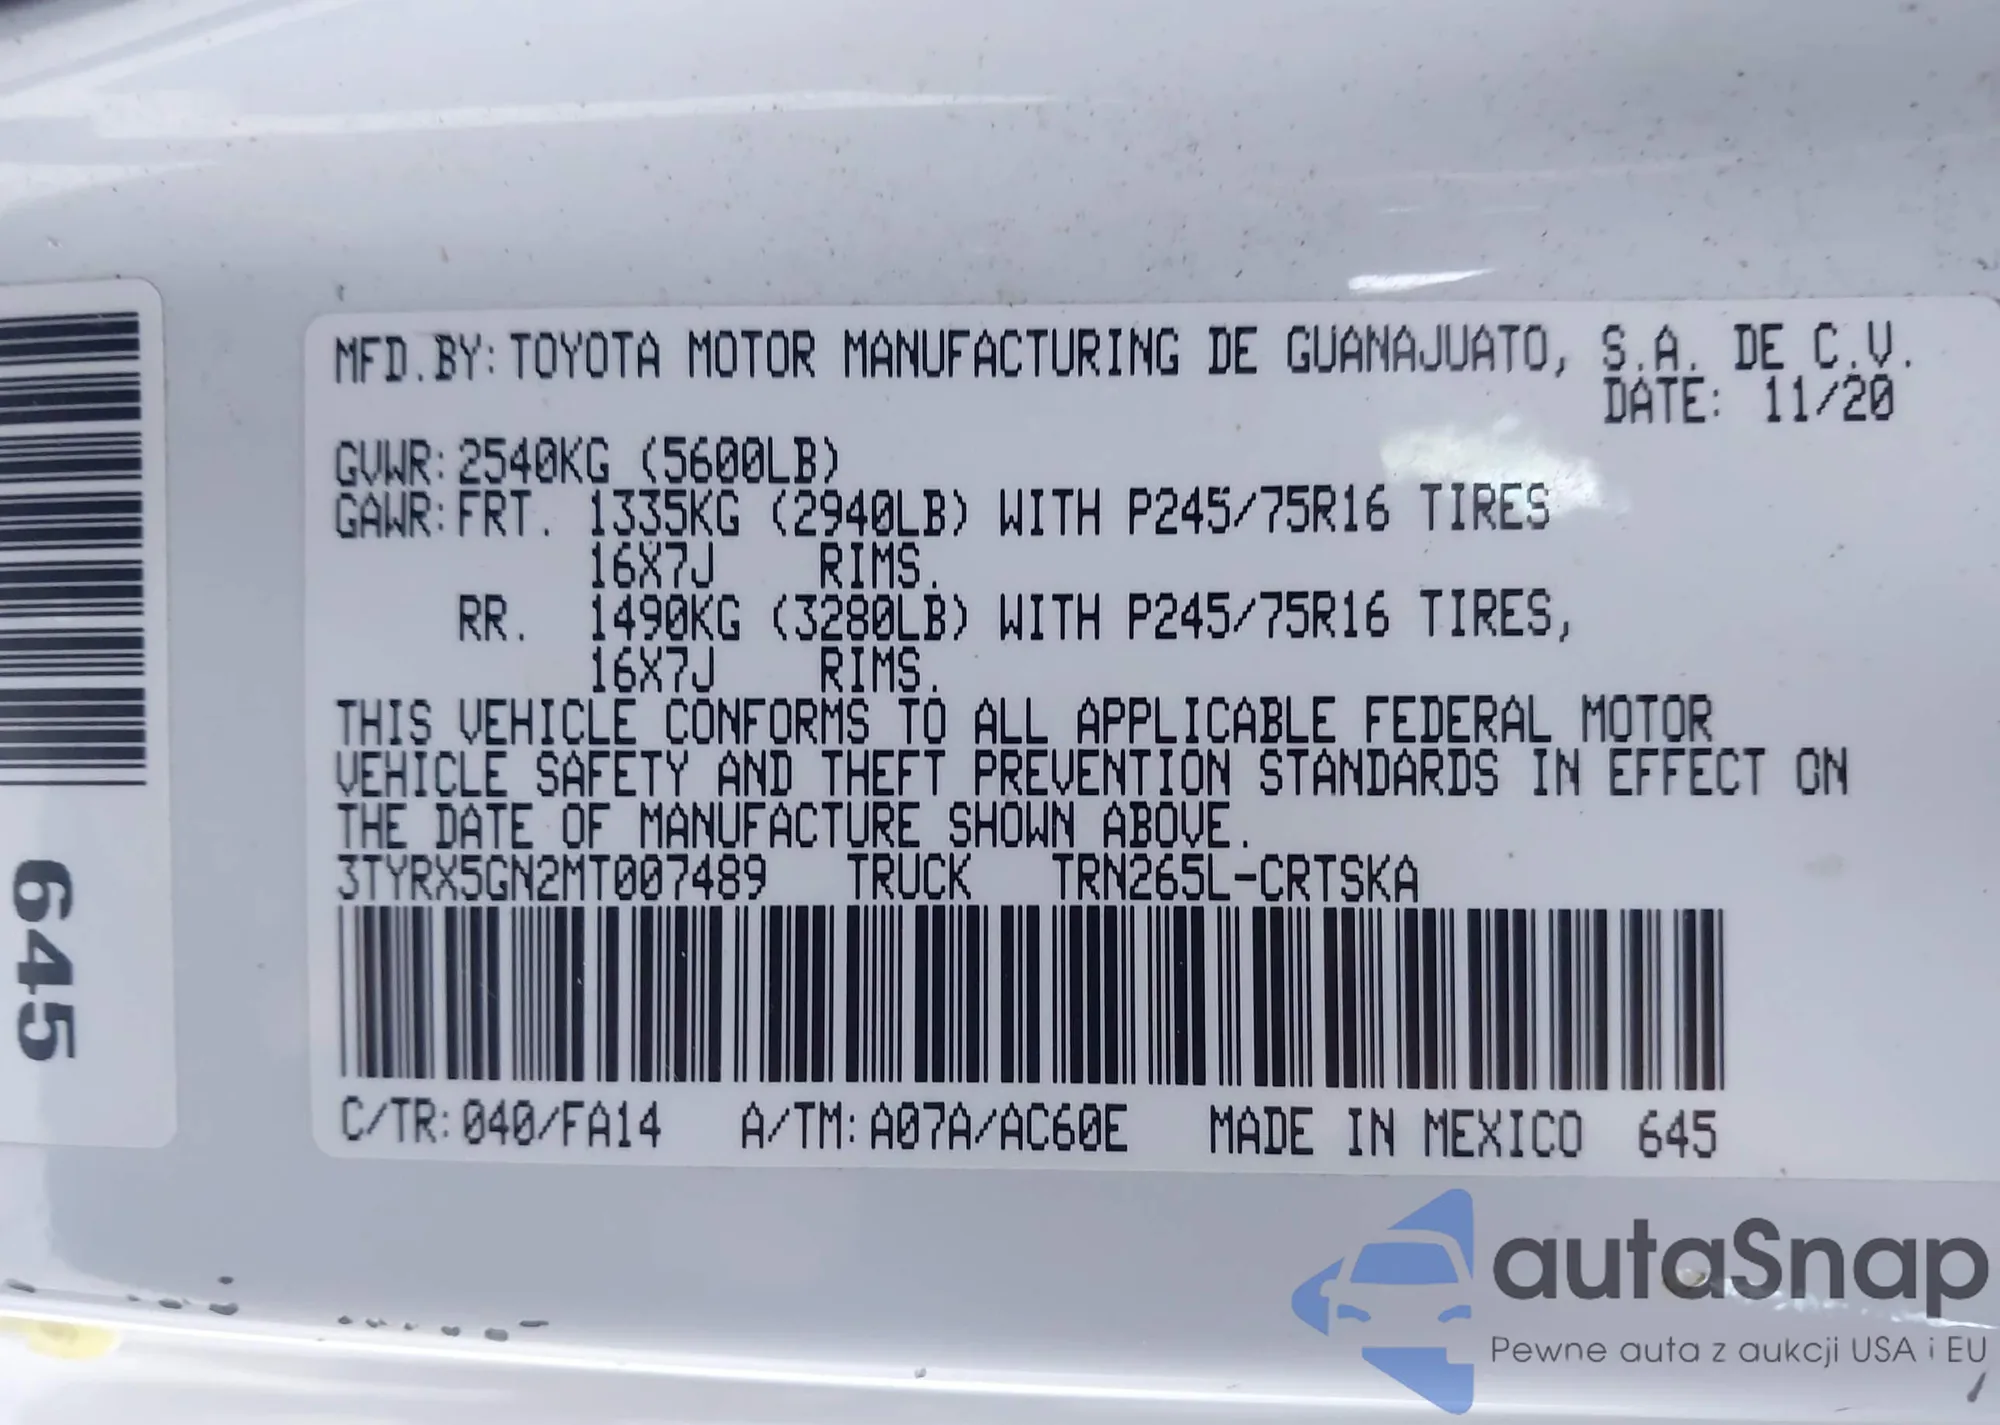 MFD.BY: TOYOTA MOTOR MANUFACTURING DE GUANAJUATO, S.A. DE C.V.
DATE: 11/20
GVWR: 2540KG (5600LB)
GAWR: FRT. 1335KG (2940LB) WITH P245/75R16 TIRES
16X7J RIMS.
RR. 1490KG (3280LB) WITH P245/75R16 TIRES,
16X7J RIMS.
THIS VEHICLE CONFORMS TO ALL APPLICABLE FEDERAL MOTOR
VEHICLE SAFETY AND THEFT PREVENTION STANDARDS IN EFFECT ON
THE DATE OF MANUFACTURE SHOWN ABOVE.
3TYRX5GN2MT007489 TRUCK TRN265L-CRTSKA
C/TR: 040/FA14 A/TM: A07A/AC60E MADE IN MEXICO 645
645
autaSnap
Pewne auta z aukcji USA i EU